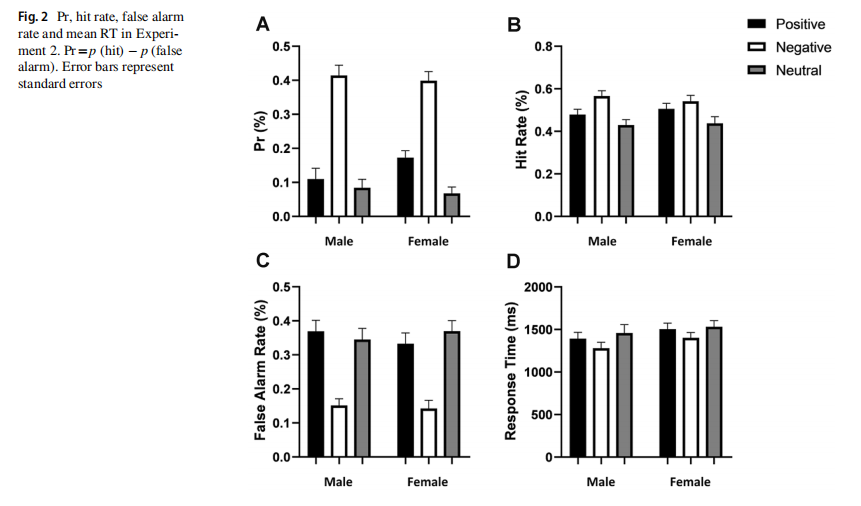 Fig. 2 Pr, hit rate, false alarm
rate and mean RT in Experi-
ment 2. Pr = p (hit) − p (false
alarm). Error bars represent
standard errors
A
Pr (%)
0.5
0.4
0.3
0.2
0.1
0.0
Male Female
B
Hit Rate (%)
0.8
0.6
0.4
0.2
0.0
Male Female
Positive
Negative
Neutral
C
False Alarm Rate (%)
0.5
0.4
0.3
0.2
0.1
0.0
Male Female
D
Response Time (ms)
2000
1500
1000
500
0
Male Female